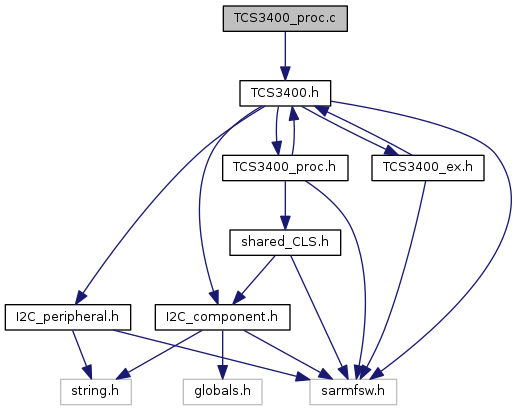 TCS3400_proc.c
TCS3400.h
TCS3400_proc.h
TCS3400_ex.h
shared_CLS.h
I2C_peripheral.h
I2C_component.h
string.h
globals.h
sarmfsw.h